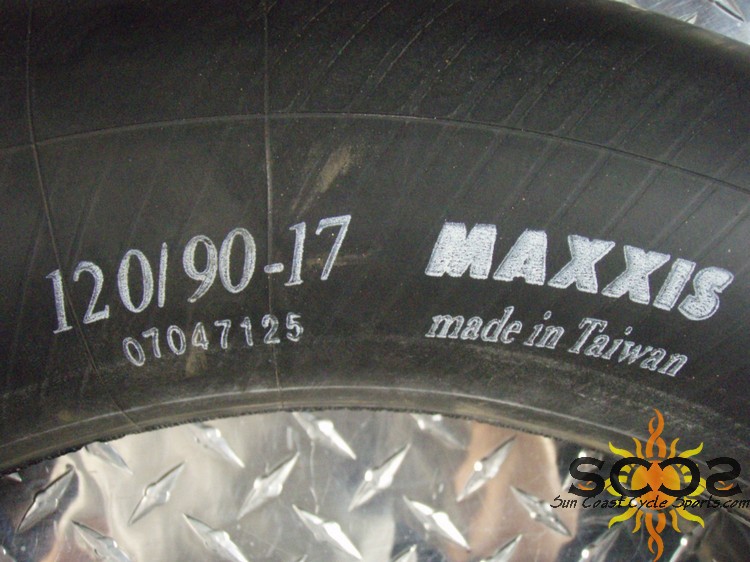 120/90-17
07047125
MAXXIS
made in Taiwan
SCCS
Sun Coast Cycle Sports.com